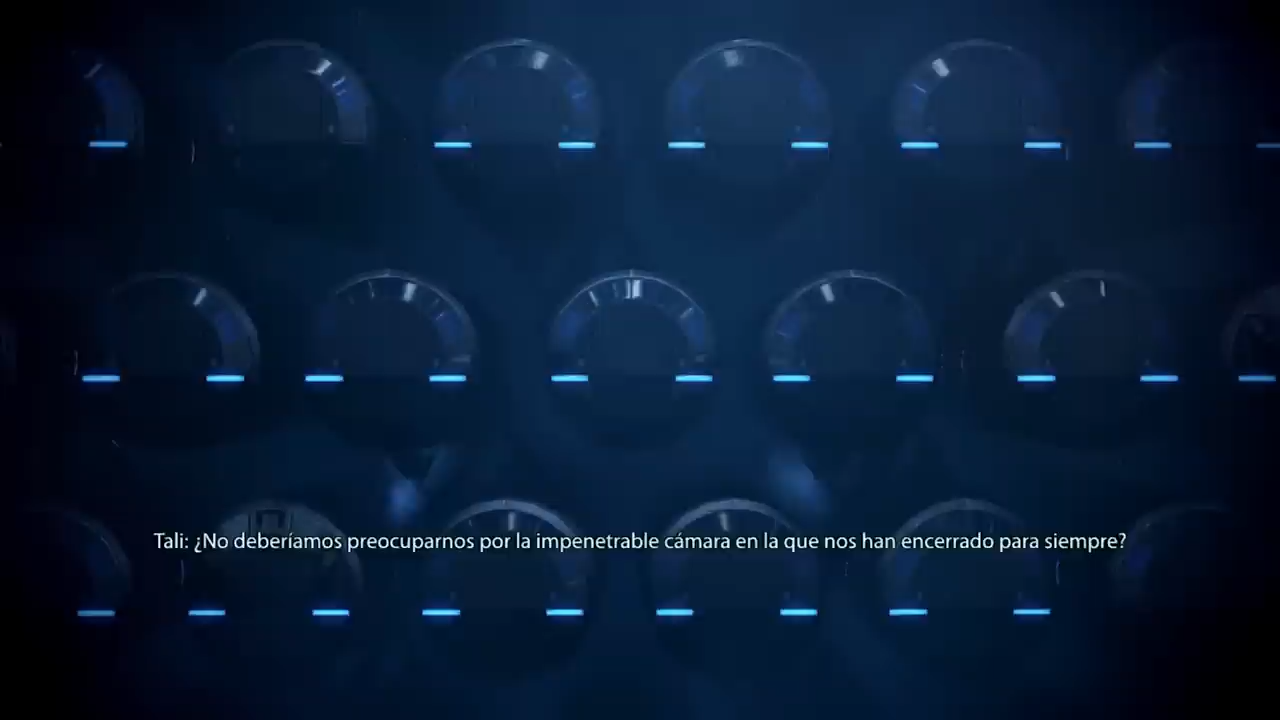 Tali: ¿No deberíamos preocuparnos por la impenetrable cámara en la que nos han encerrado para siempre?